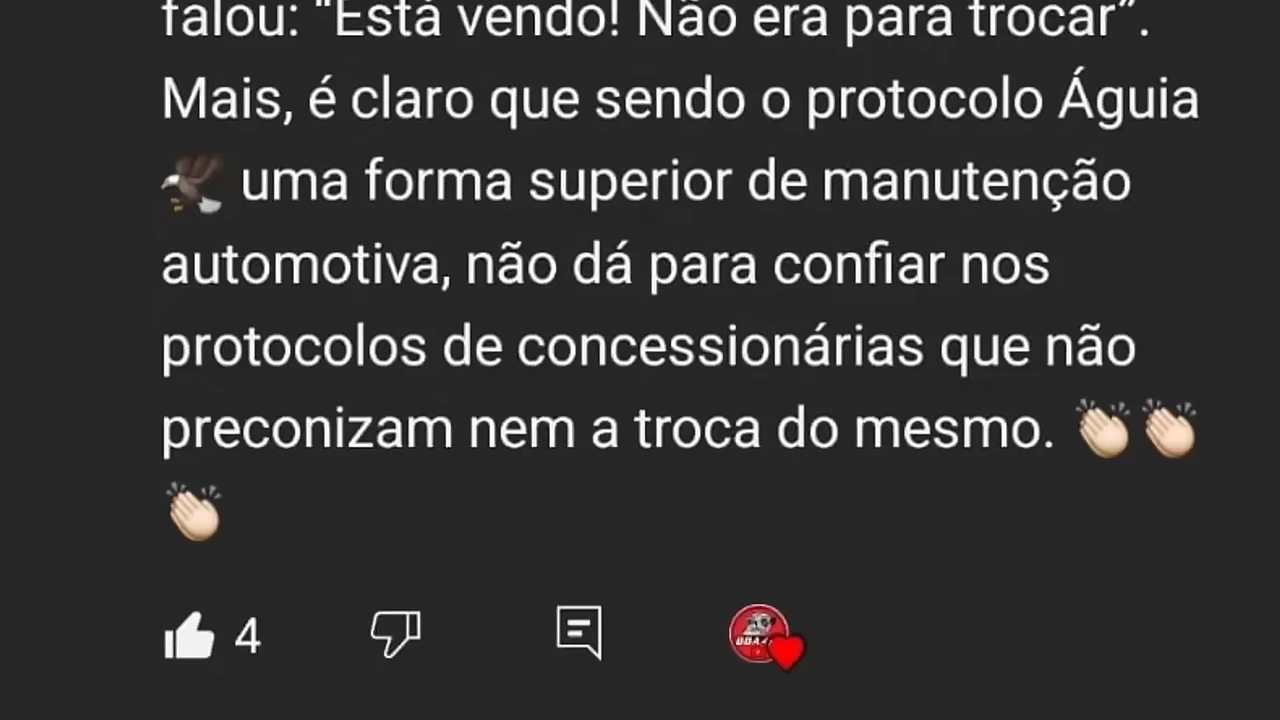 falou: “Está vendo! Não era para trocar”.
Mais, é claro que sendo o protocolo Águia
🦅 uma forma superior de manutenção
automotiva, não dá para confiar nos
protocolos de concessionárias que não
preconizam nem a troca do mesmo. 👏🏻👏🏻
👏🏻
4